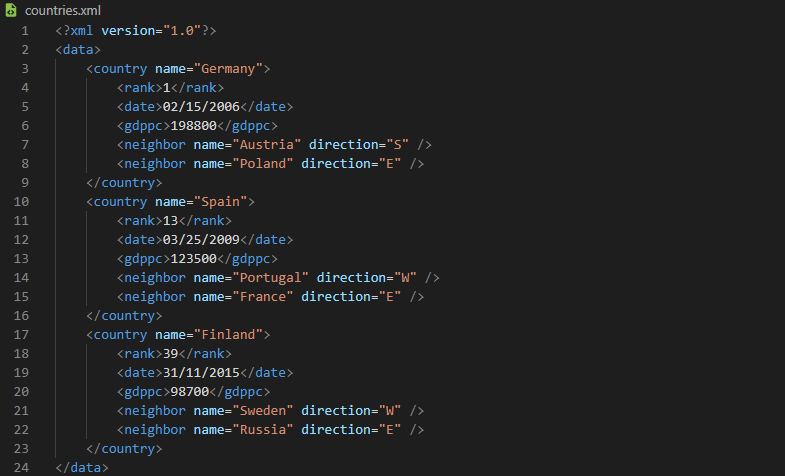 countries.xml
1 <?xml version="1.0"?>
2 <data>
3     <country name="Germany">
4         <rank>1</rank>
5         <date>02/15/2006</date>
6         <gdppc>198800</gdppc>
7         <neighbor name="Austria" direction="S" />
8         <neighbor name="Poland" direction="E" />
9     </country>
10     <country name="Spain">
11         <rank>13</rank>
12         <date>03/25/2009</date>
13         <gdppc>123500</gdppc>
14         <neighbor name="Portugal" direction="W" />
15         <neighbor name="France" direction="E" />
16     </country>
17     <country name="Finland">
18         <rank>39</rank>
19         <date>31/11/2015</date>
20         <gdppc>98700</gdppc>
21         <neighbor name="Sweden" direction="W" />
22         <neighbor name="Russia" direction="E" />
23     </country>
24 </data>